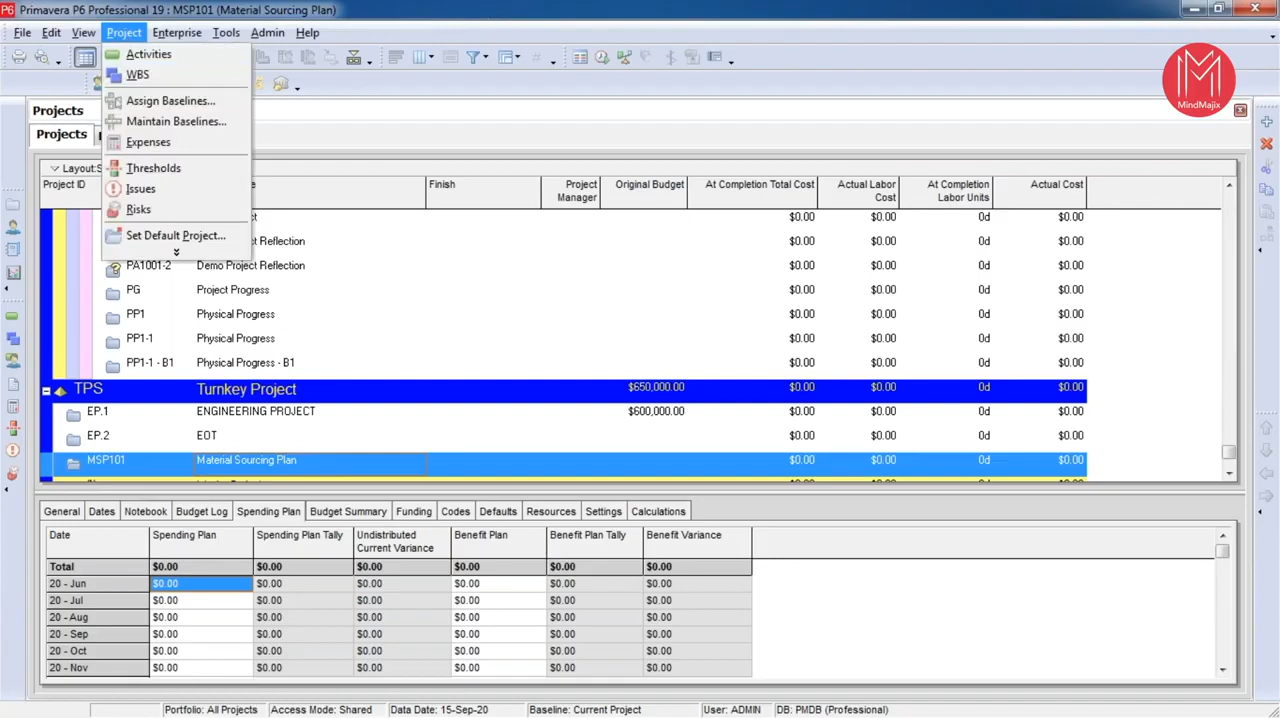 P6 Primavera P6 Professional 19 : MSP101 (Material Sourcing Plan)
File Edit View Project Enterprise Tools Admin Help
Activities
WBS
Assign Baselines...
Maintain Baselines...
Expenses
Thresholds
Issues
Risks
Set Default Project...
M
MindMajix
Projects
Projects
Project ID Finish Project Manager Original Budget At Completion Total Cost Actual Labor Cost At Completion Labor Units Actual Cost
$0.00 $0.00 0d $0.00
Project Reflection $0.00 $0.00 0d $0.00
PA1001-2 Demo Project Reflection $0.00 $0.00 0d $0.00
PG Project Progress $0.00 $0.00 0d $0.00
PP1 Physical Progress $0.00 $0.00 0d $0.00
PP1-1 Physical Progress $0.00 $0.00 0d $0.00
PP1-1 - B1 Physical Progress - B1 $0.00 $0.00 0d $0.00
TPS Turnkey Project $650,000.00 $0.00 $0.00 0d $0.00
EP.1 ENGINEERING PROJECT $600,000.00 $0.00 $0.00 0d $0.00
EP.2 EOT $0.00 $0.00 0d $0.00
MSP101 Material Sourcing Plan $0.00 $0.00 0d $0.00
General Dates Notebook Budget Log Spending Plan Budget Summary Funding Codes Defaults Resources Settings Calculations
Date Spending Plan Spending Plan Tally Undistributed Current Variance Benefit Plan Benefit Plan Tally Benefit Variance
Total $0.00 $0.00 $0.00 $0.00 $0.00 $0.00
20 - Jun $0.00 $0.00 $0.00 $0.00 $0.00 $0.00
20 - Jul $0.00 $0.00 $0.00 $0.00 $0.00 $0.00
20 - Aug $0.00 $0.00 $0.00 $0.00 $0.00 $0.00
20 - Sep $0.00 $0.00 $0.00 $0.00 $0.00 $0.00
20 - Oct $0.00 $0.00 $0.00 $0.00 $0.00 $0.00
20 - Nov $0.00 $0.00 $0.00 $0.00 $0.00 $0.00
Portfolio: All Projects Access Mode: Shared Data Date: 15-Sep-20 Baseline: Current Project User: ADMIN DB: PMDB (Professional)